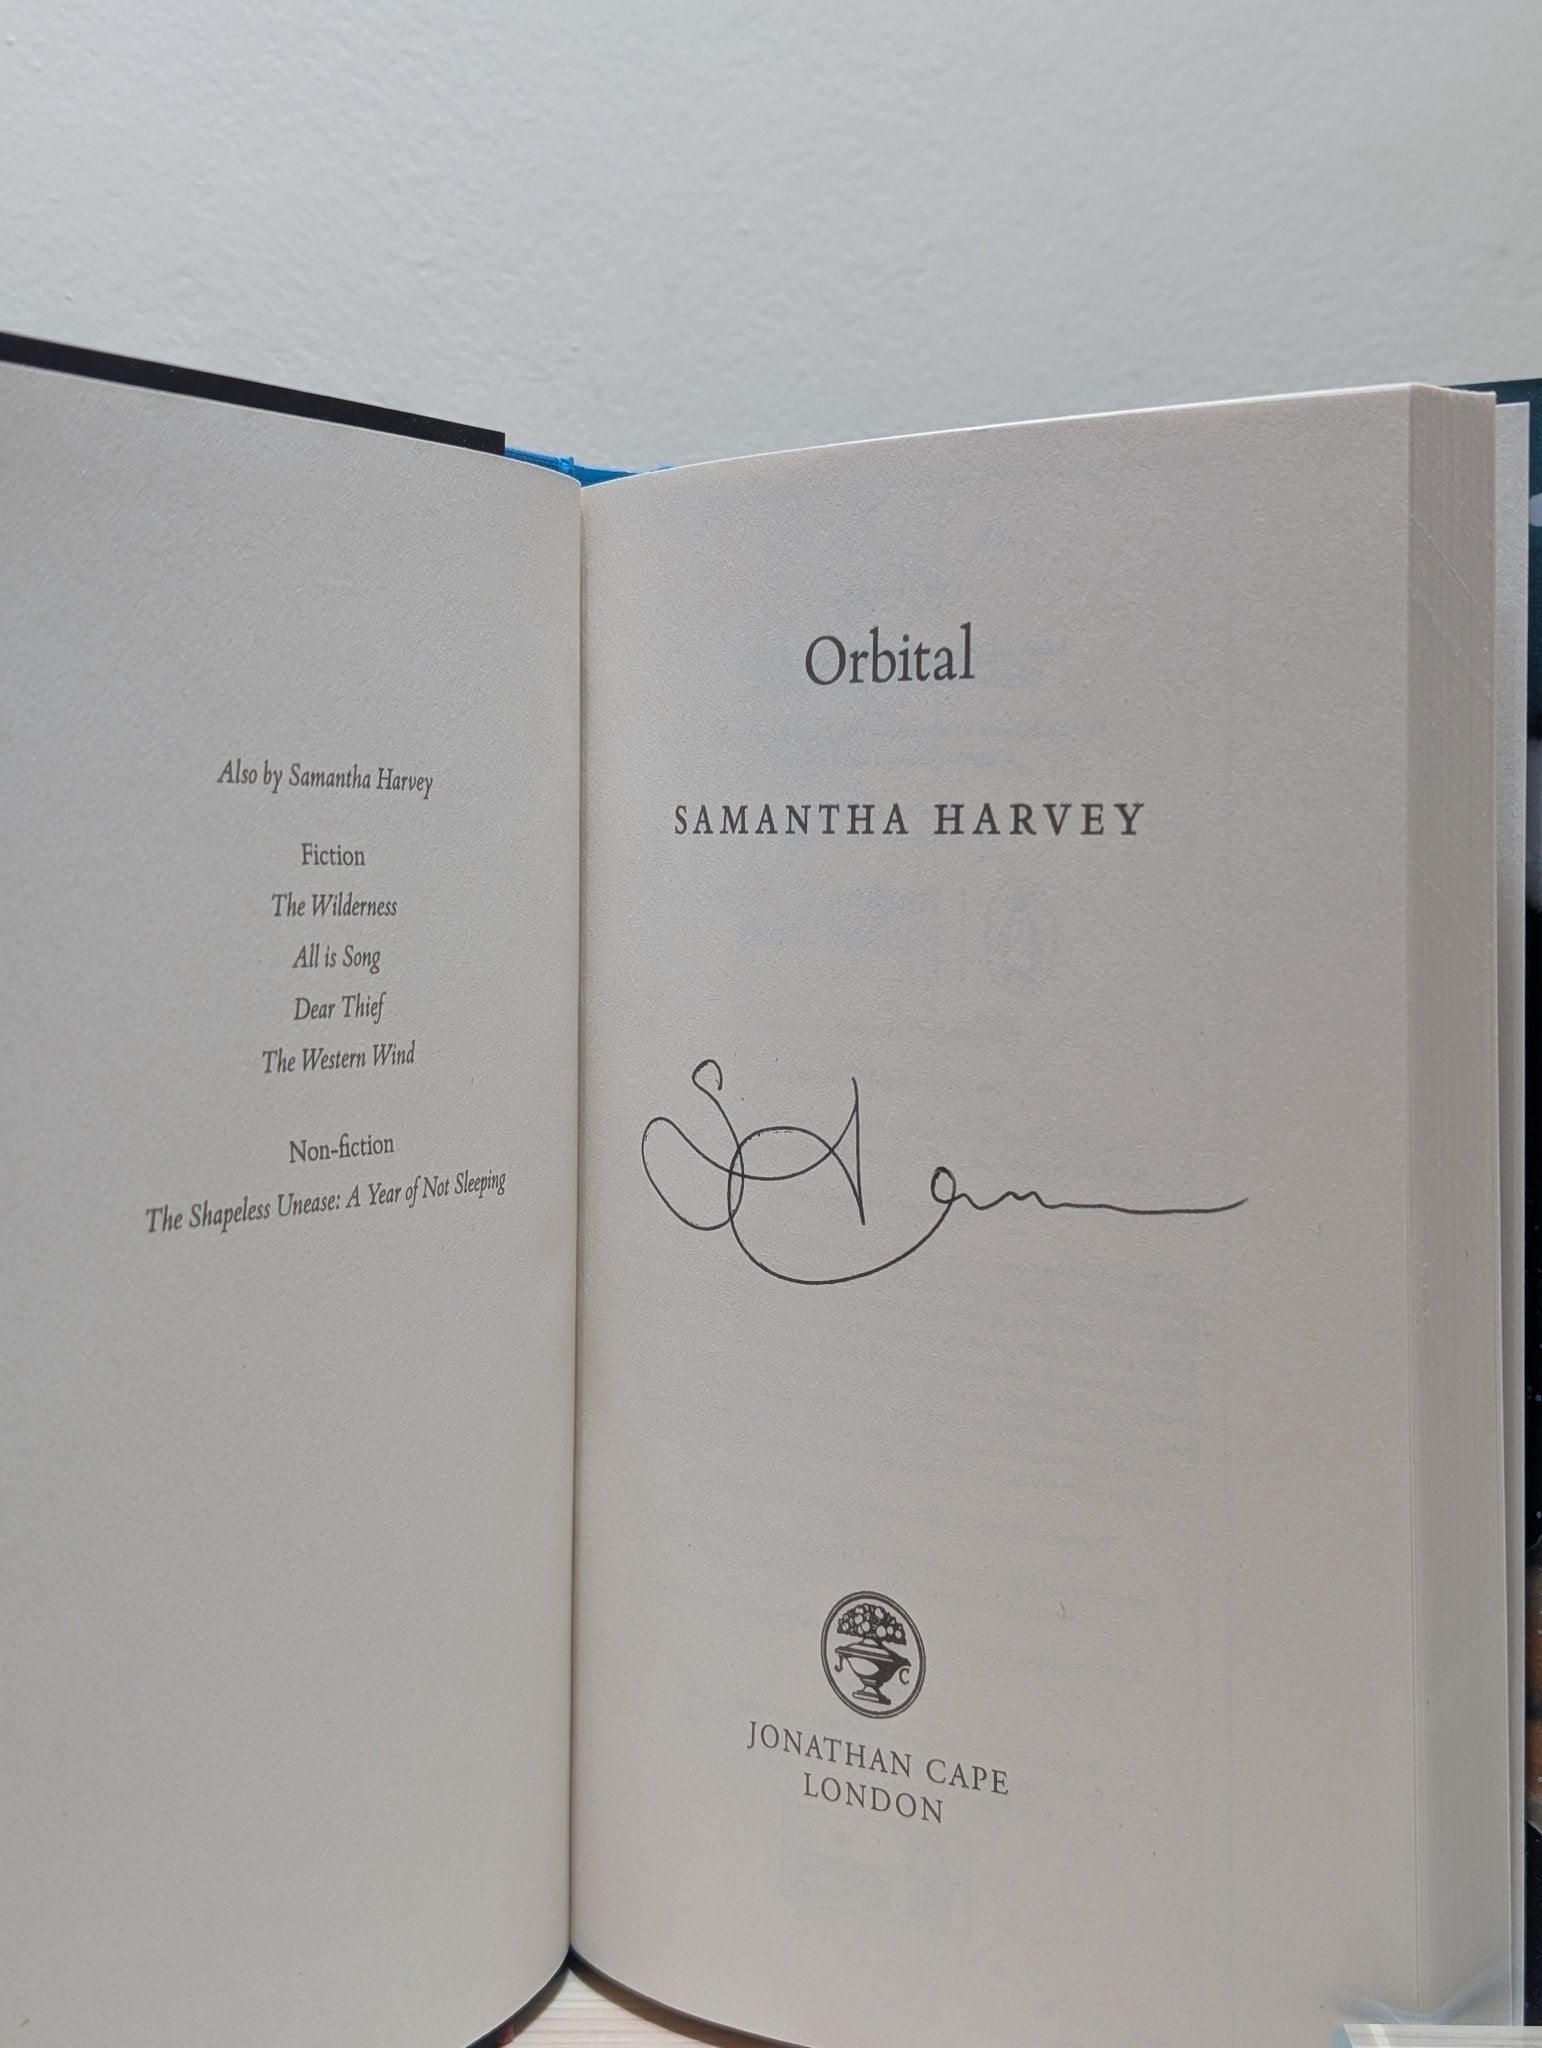 Also by Samantha Harvey
Fiction
The Wilderness
All is Song
Dear Thief
The Western Wind
Non-fiction
The Shapeless Unease: A Year of Not Sleeping
Orbital
SAMANTHA HARVEY
J C
JONATHAN CAPE
LONDON